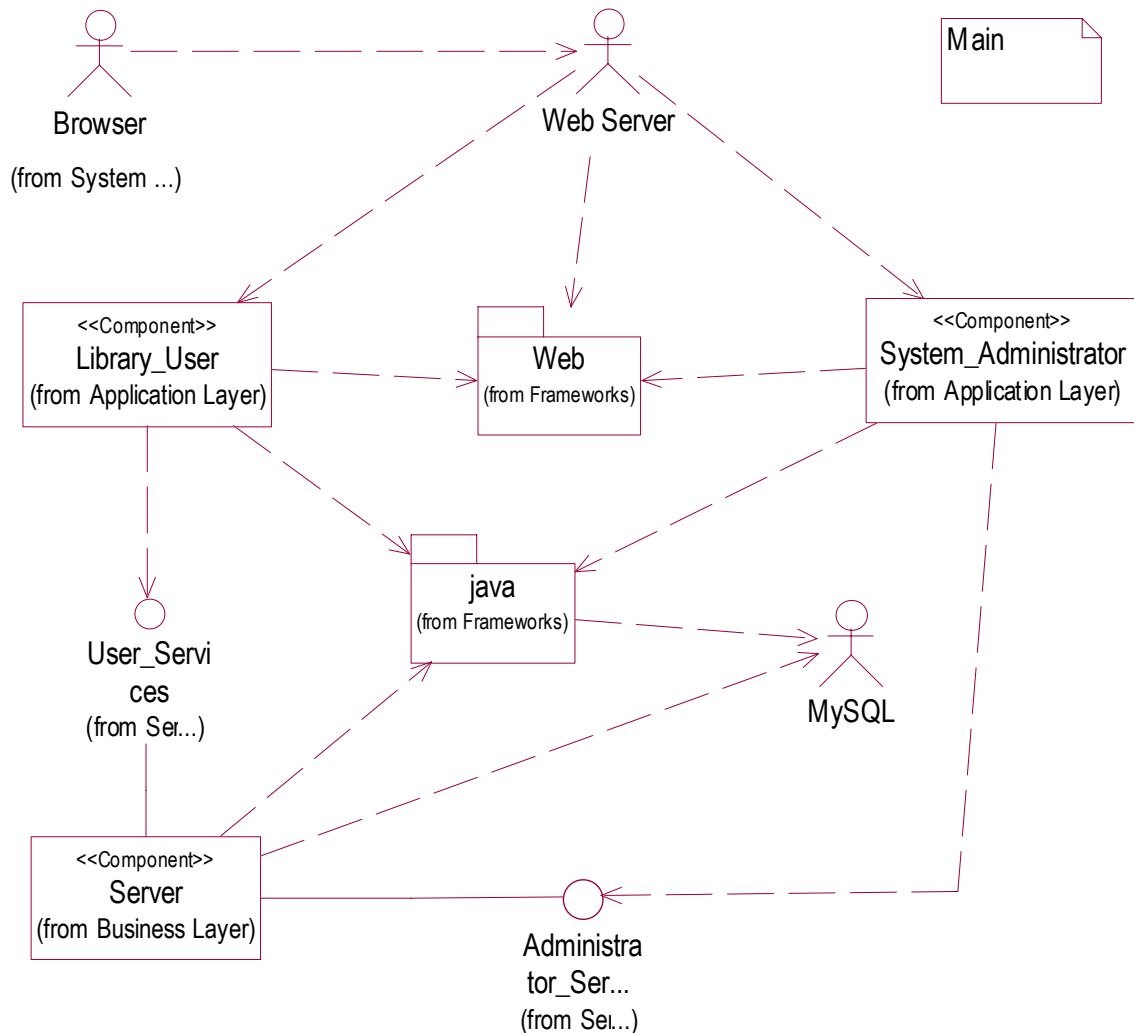 Main
Browser
(from System ...)
Web Server
<<Component>>
Library_User
(from Application Layer)
Web
(from Frameworks)
<<Component>>
System_Administrator
(from Application Layer)
java
(from Frameworks)
User_Servi
ces
(from Ser...)
MySQL
<<Component>>
Server
(from Business Layer)
Administra
tor_Ser...
(from Ser...)